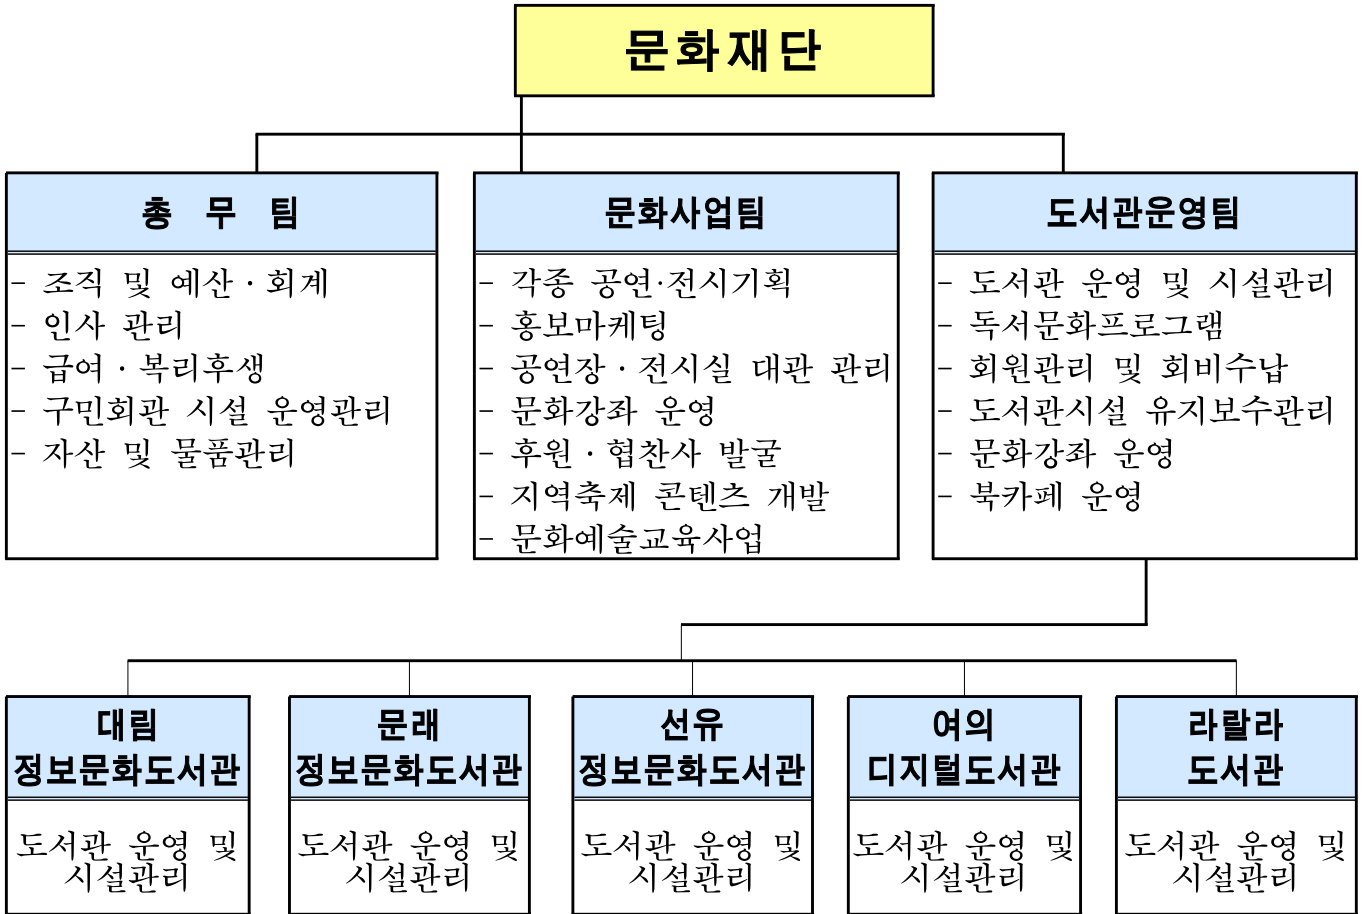 문화재단
총 무 팀
- 조직 및 예산 · 회계
- 인사 관리
- 급여 · 복리후생
- 구민회관 시설 운영관리
- 자산 및 물품관리
문화사업팀
- 각종 공연·전시기획
- 홍보마케팅
- 공연장 · 전시실 대관 관리
- 문화강좌 운영
- 후원 · 협찬사 발굴
- 지역축제 콘텐츠 개발
- 문화예술교육사업
도서관운영팀
- 도서관 운영 및 시설관리
- 독서문화프로그램
- 회원관리 및 회비수납
- 도서관시설 유지보수관리
- 문화강좌 운영
- 북카페 운영
대림
정보문화도서관
도서관 운영 및
시설관리
문래
정보문화도서관
도서관 운영 및
시설관리
선유
정보문화도서관
도서관 운영 및
시설관리
여의
디지털도서관
도서관 운영 및
시설관리
라랄라
도서관
도서관 운영 및
시설관리